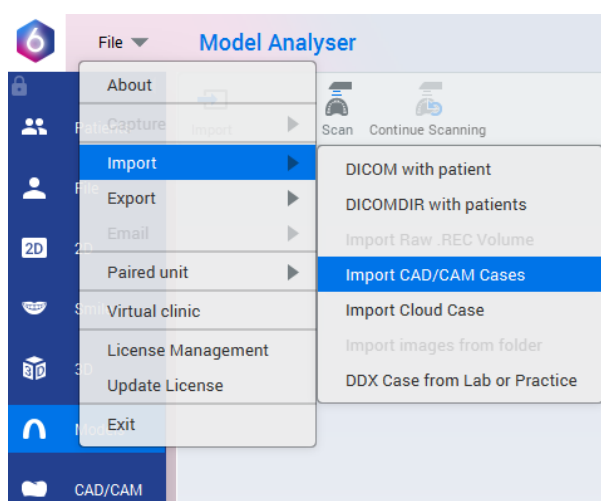 6
File
Model Analyser
About
Capture
Import
Export
Email
Paired unit
Virtual clinic
License Management
Update License
Exit
DICOM with patient
DICOMDIR with patients
Import Raw .REC Volume
Import CAD/CAM Cases
Import Cloud Case
Import images from folder
DDX Case from Lab or Practice
Import
Scan
Continue Scanning
2D
3D
CAD/CAM